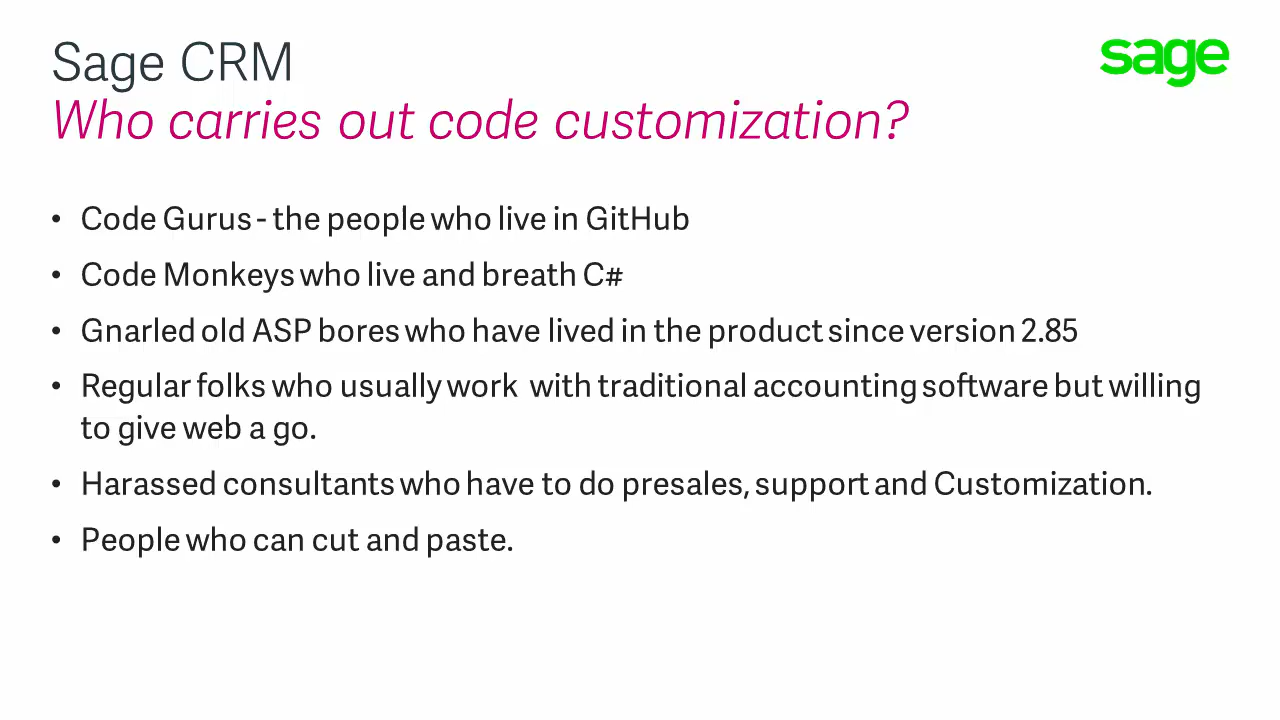 Sage CRM
sage
Who carries out code customization?
• Code Gurus - the people who live in GitHub
• Code Monkeys who live and breath C#
• Gnarled old ASP bores who have lived in the product since version 2.85
• Regular folks who usually work with traditional accounting software but willing
to give web a go.
• Harassed consultants who have to do presales, support and Customization.
• People who can cut and paste.